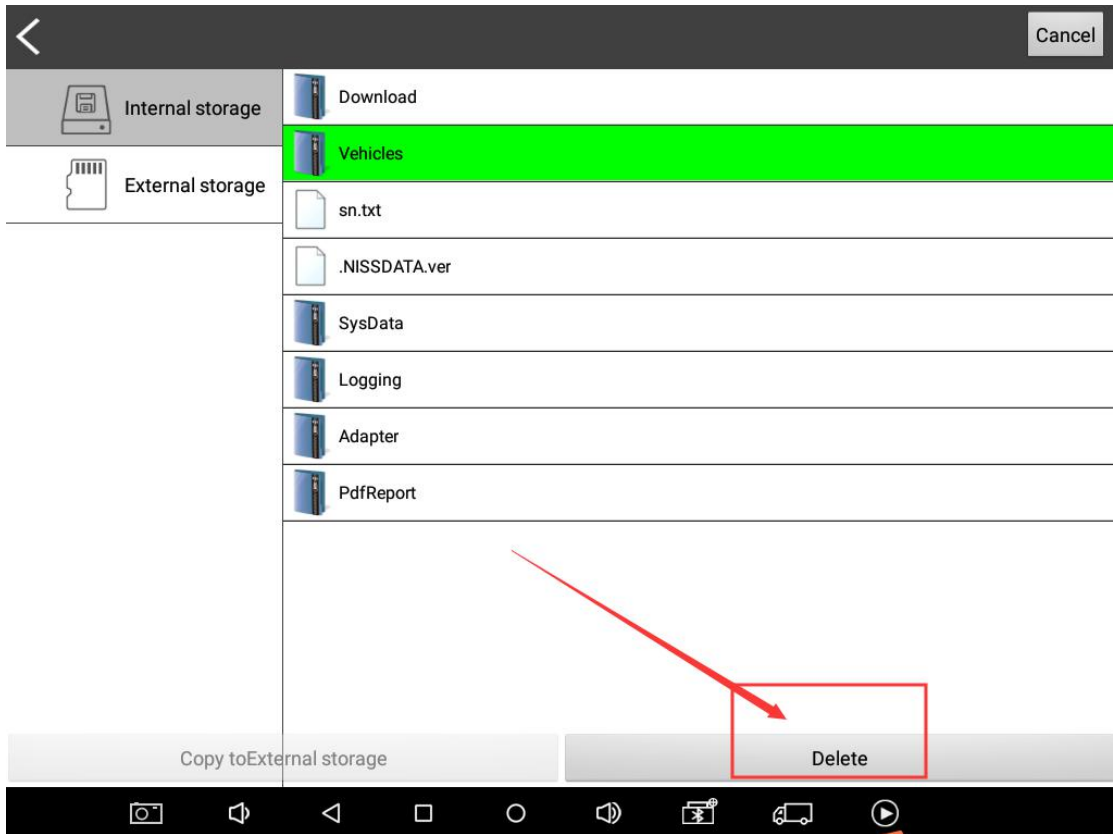 Cancel
Internal storage
External storage
Download
Vehicles
sn.txt
.NISSDATA.ver
SysData
Logging
Adapter
PdfReport
Copy toExternal storage
Delete